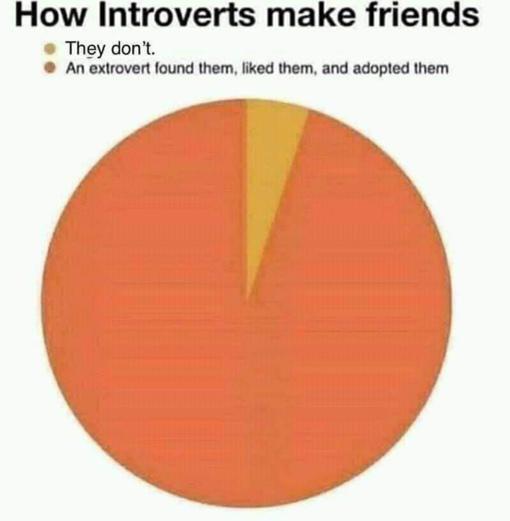 How Introverts make friends
They don't.
An extrovert found them, liked them, and adopted them